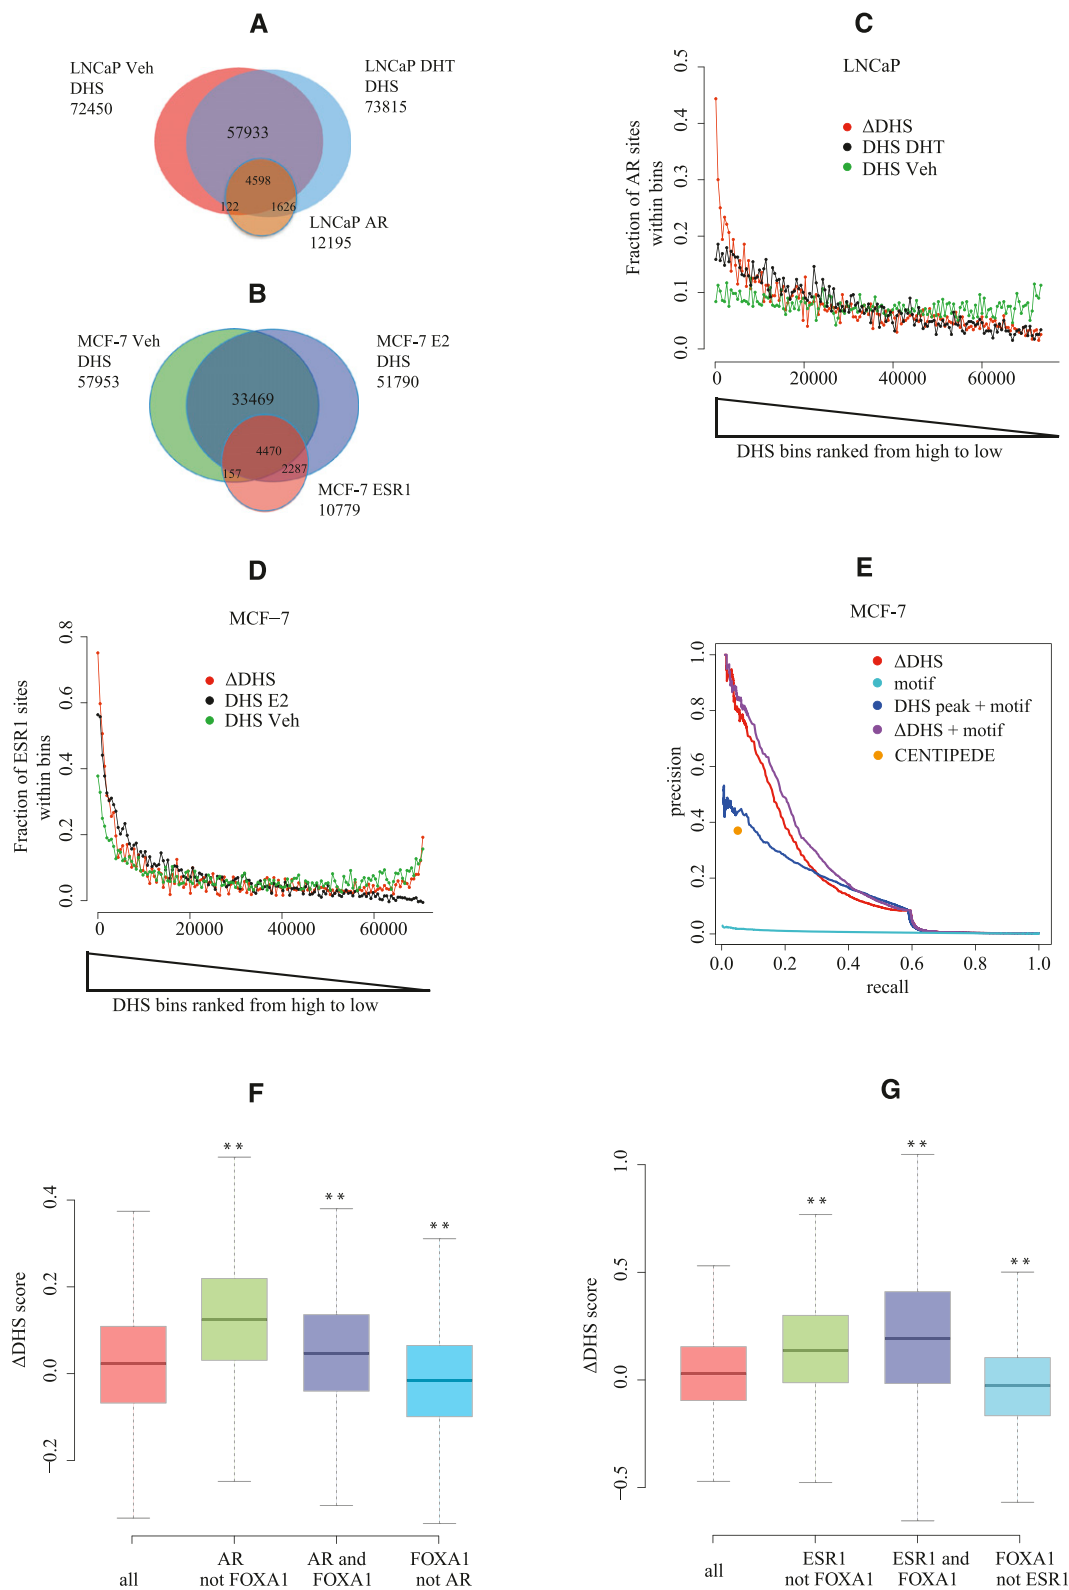 A
LNCaP Veh
DHS
72450
LNCaP DHT
DHS
73815
57933
4598
122
1626
LNCaP AR
12195
B
MCF-7 Veh
DHS
57953
MCF-7 E2
DHS
51790
33469
4470
157
2287
MCF-7 ESR1
10779
C
LNCaP
ΔDHS
DHS DHT
DHS Veh
Fraction of AR sites
within bins
0.5
0.4
0.3
0.2
0.1
0.0
0
20000
40000
60000
DHS bins ranked from high to low
D
MCF–7
ΔDHS
DHS E2
DHS Veh
Fraction of ESR1 sites
within bins
0.8
0.6
0.4
0.2
0.0
0
20000
40000
60000
DHS bins ranked from high to low
E
MCF-7
ΔDHS
motif
DHS peak + motif
ΔDHS + motif
CENTIPEDE
precision
1.0
0.8
0.6
0.4
0.2
0.0
0.0
0.2
0.4
0.6
0.8
1.0
recall
F
ΔDHS score
0.4
0.2
0.0
−0.2
**
**
**
all
AR
not FOXA1
AR and
FOXA1
FOXA1
not AR
G
ΔDHS score
1.0
0.5
0.0
−0.5
**
**
**
all
ESR1
not FOXA1
ESR1 and
FOXA1
FOXA1
not ESR1